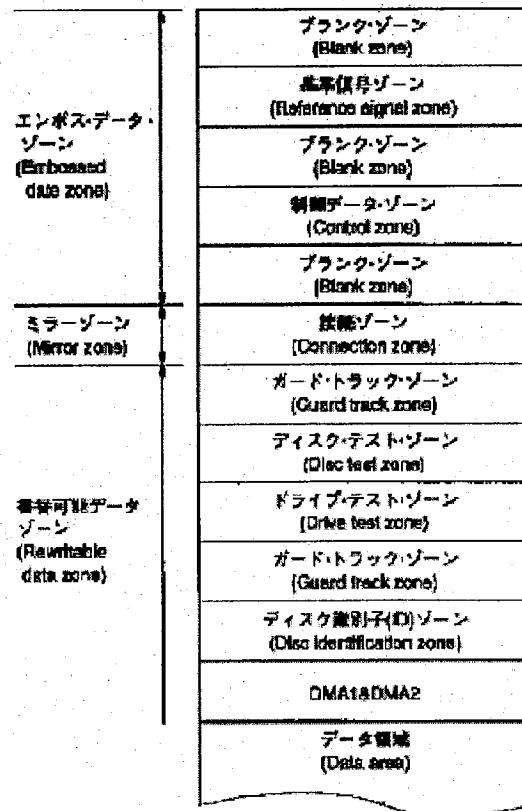 ブランク・ゾーン
(Blank zone)
基準信号ゾーン
(Reference signal zone)
ブランク・ゾーン
(Blank zone)
制御データ・ゾーン
(Control zone)
ブランク・ゾーン
(Blank zone)
接続ゾーン
(Connection zone)
ガード・トラック・ゾーン
(Guard track zone)
ディスク・テスト・ゾーン
(Disc test zone)
ドライブ・テスト・ゾーン
(Drive test zone)
ガード・トラック・ゾーン
(Guard track zone)
ディスク識別子(ID)ゾーン
(Disc identification zone)
DMA1&DMA2
データ領域
(Data area)
エンボス・データ・
ゾーン
(Embossed
data zone)
ミラーゾーン
(Mirror zone)
書替可能データ
ゾーン
(Rewritable
data zone)